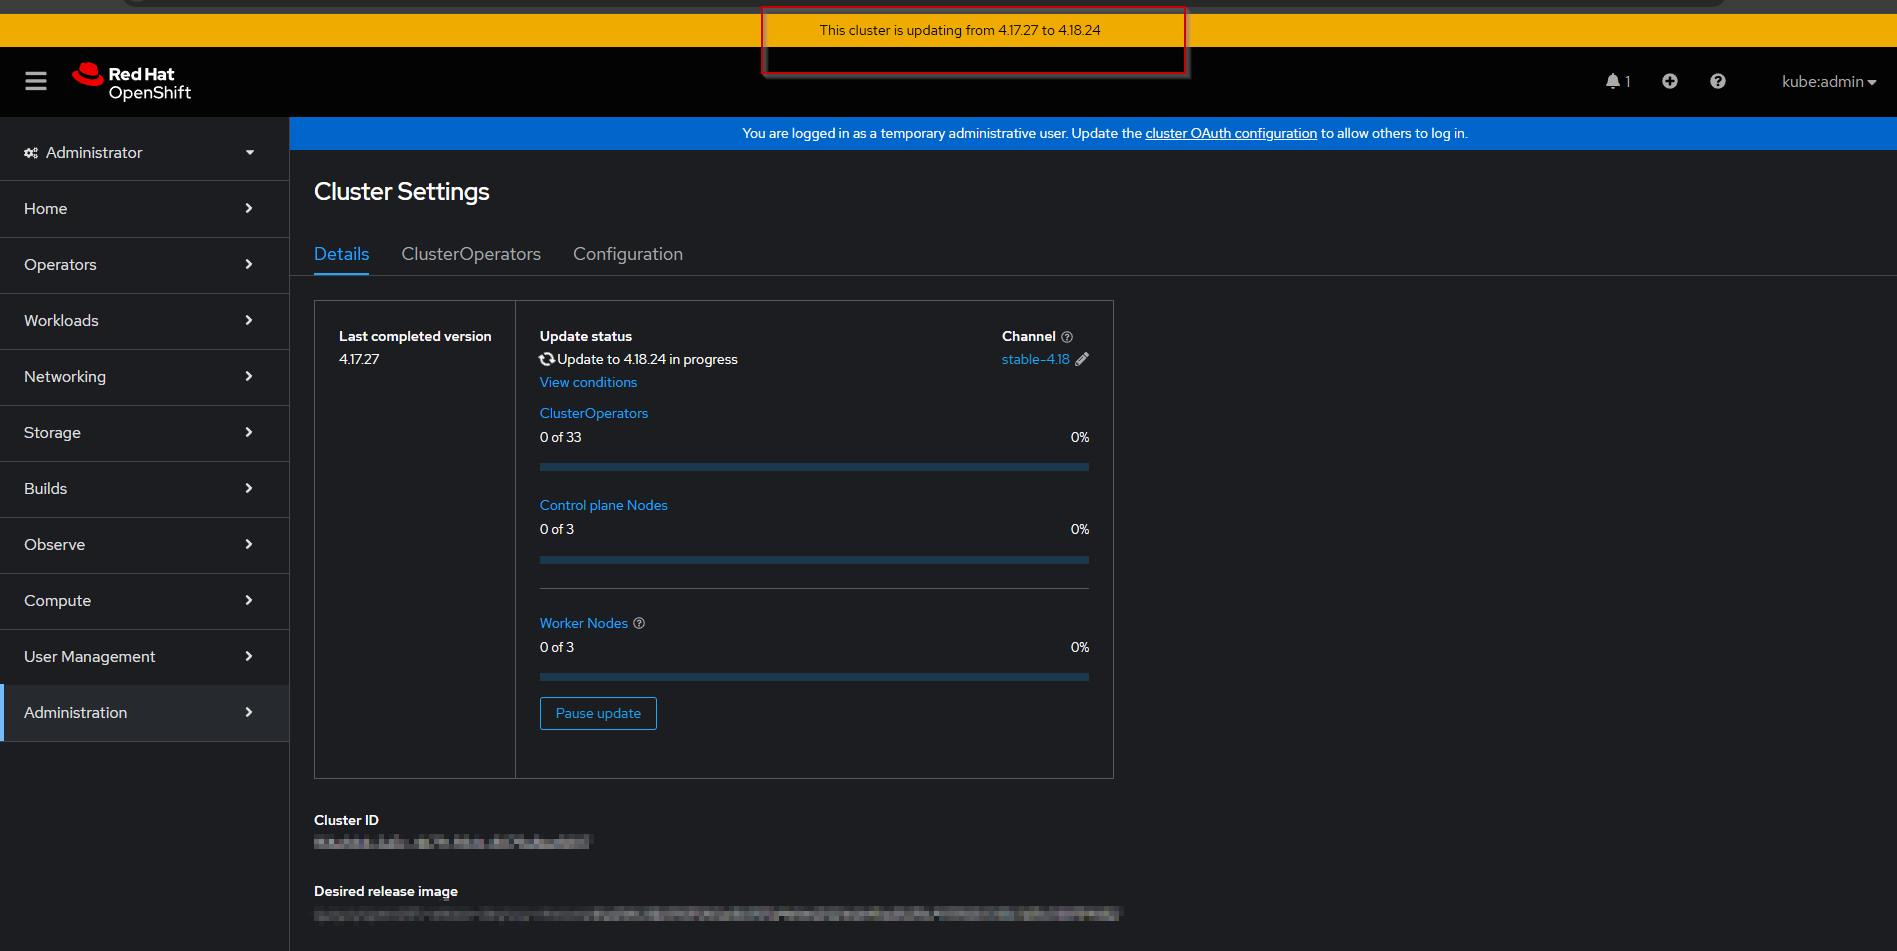 This cluster is updating from 4.17.27 to 4.18.24
Red Hat
OpenShift
1
kube:admin
You are logged in as a temporary administrative user. Update the cluster OAuth configuration to allow others to log in.
Administrator
Home
Operators
Workloads
Networking
Storage
Builds
Observe
Compute
User Management
Administration
Cluster Settings
Details ClusterOperators Configuration
Last completed version
4.17.27
Update status
Update to 4.18.24 in progress
View conditions
Channel
stable-4.18
ClusterOperators
0 of 33 0%
Control plane Nodes
0 of 3 0%
Worker Nodes
0 of 3 0%
Pause update
Cluster ID
Desired release image